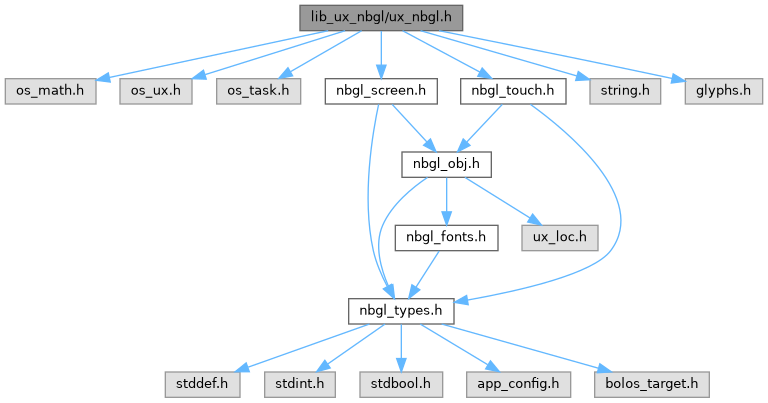 lib_ux_nbgl/ux_nbgl.h
os_math.h
os_ux.h
os_task.h
nbgl_screen.h
nbgl_touch.h
string.h
glyphs.h
nbgl_obj.h
nbgl_fonts.h
ux_loc.h
nbgl_types.h
stddef.h
stdint.h
stdbool.h
app_config.h
bolos_target.h